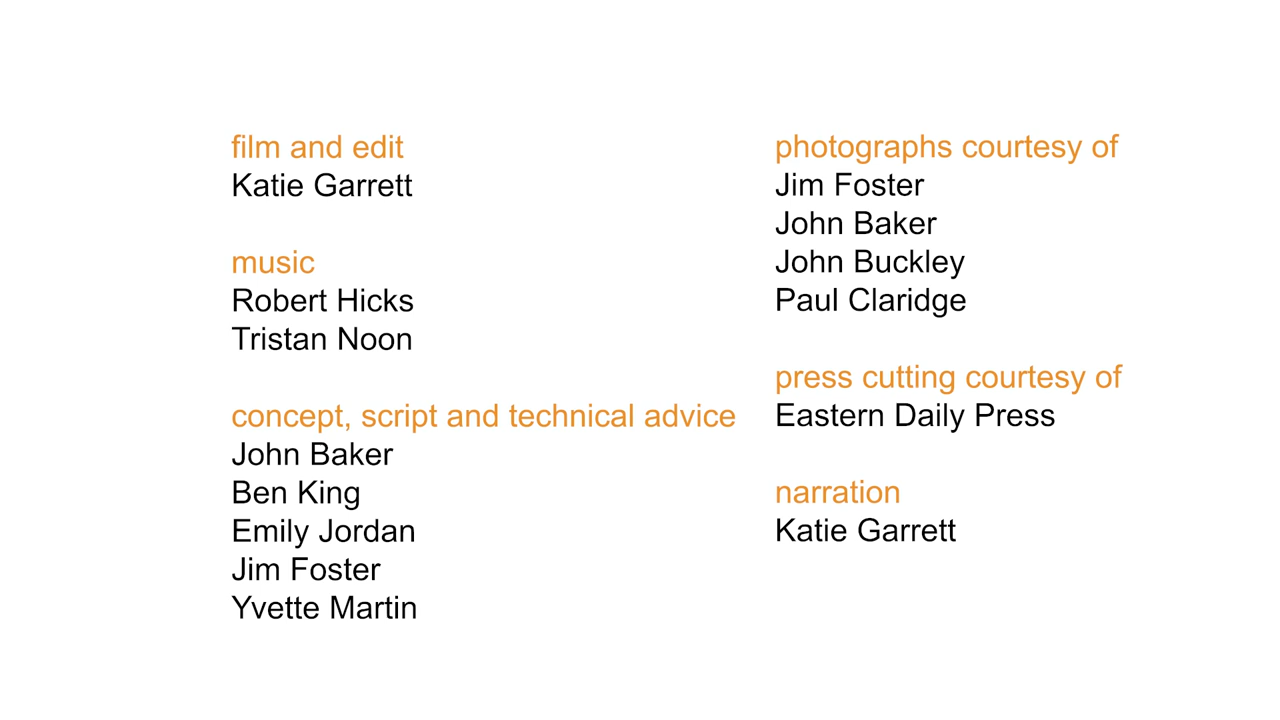 film and edit
Katie Garrett
music
Robert Hicks
Tristan Noon
concept, script and technical advice
John Baker
Ben King
Emily Jordan
Jim Foster
Yvette Martin
photographs courtesy of
Jim Foster
John Baker
John Buckley
Paul Claridge
press cutting courtesy of
Eastern Daily Press
narration
Katie Garrett